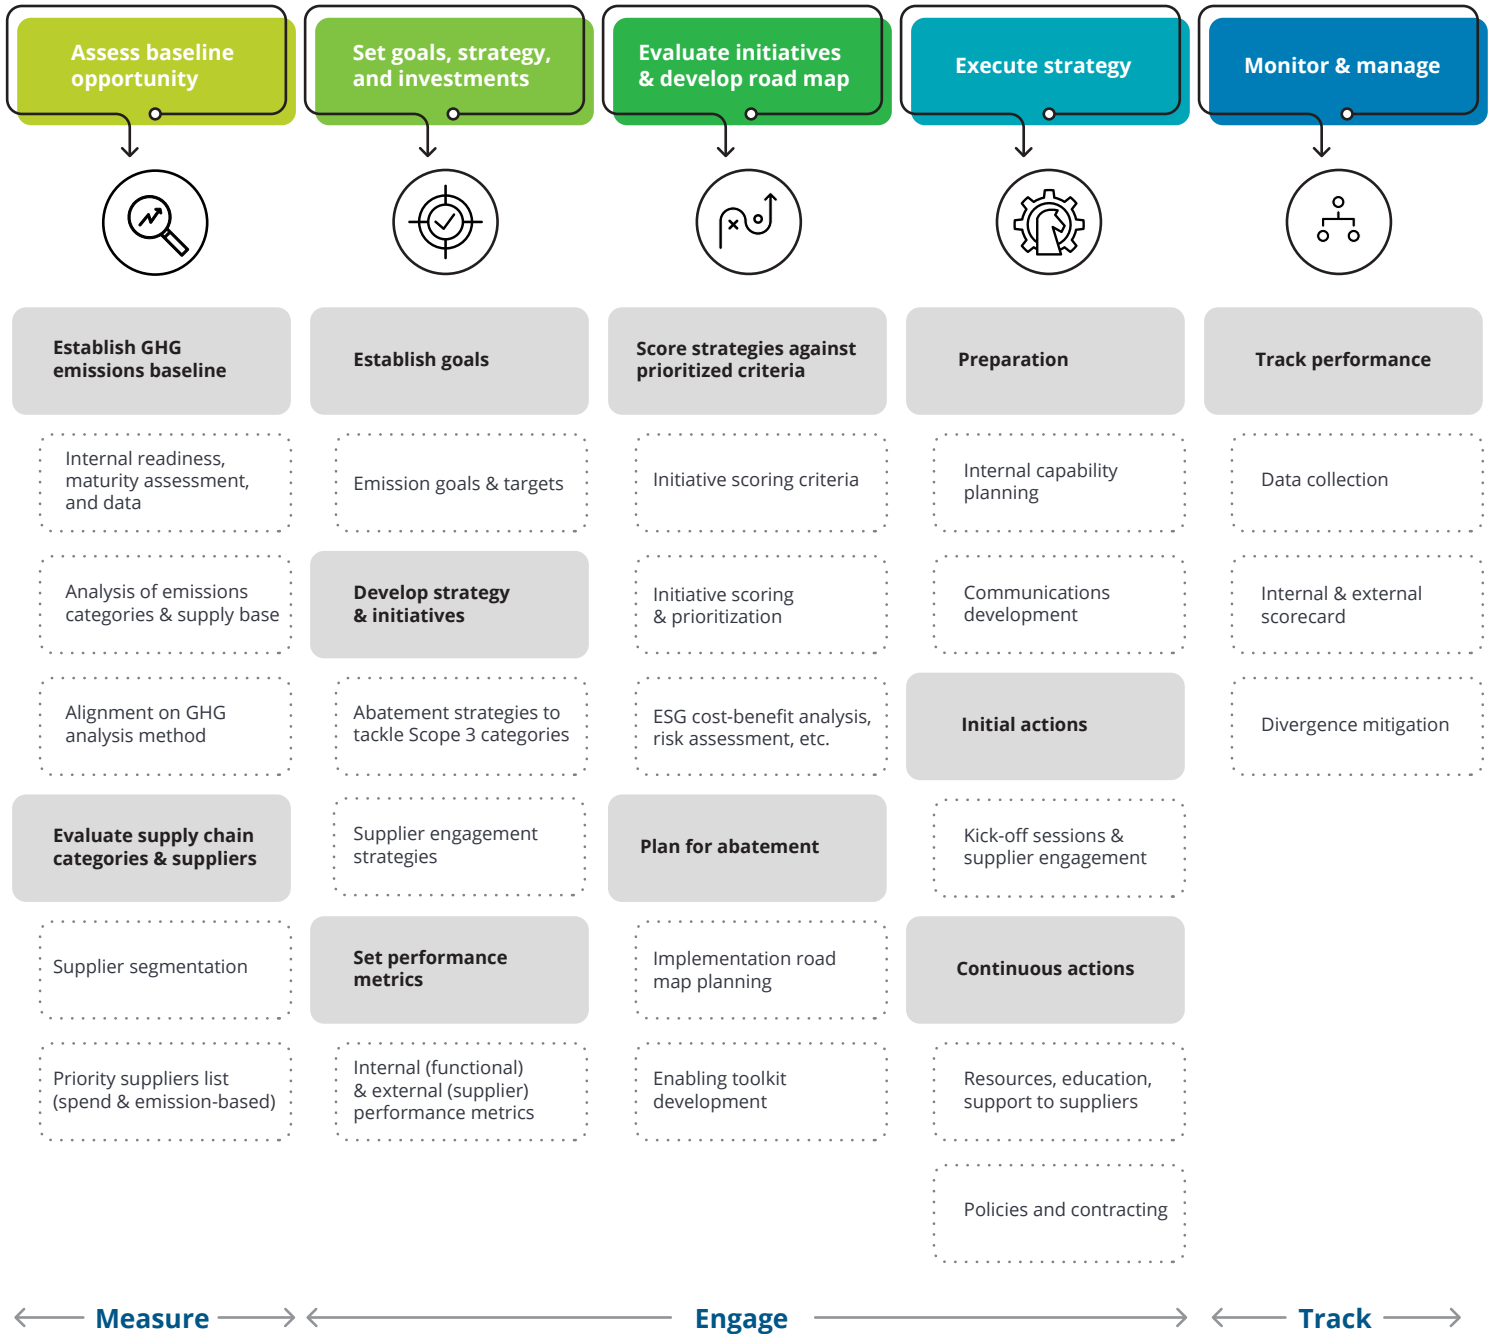 Assess baseline
opportunity
Set goals, strategy,
and investments
Evaluate initiatives
& develop road map
Execute strategy
Monitor & manage
Establish GHG
emissions baseline
Internal readiness,
maturity assessment,
and data
Analysis of emissions
categories & supply base
Alignment on GHG
analysis method
Evaluate supply chain
categories & suppliers
Supplier segmentation
Priority suppliers list
(spend & emission-based)
Establish goals
Emission goals & targets
Develop strategy
& initiatives
Abatement strategies to
tackle Scope 3 categories
Supplier engagement
strategies
Set performance
metrics
Internal (functional)
& external (supplier)
performance metrics
Score strategies against
prioritized criteria
Initiative scoring criteria
Initiative scoring
& prioritization
ESG cost-benefit analysis,
risk assessment, etc.
Plan for abatement
Implementation road
map planning
Enabling toolkit
development
Preparation
Internal capability
planning
Communications
development
Initial actions
Kick-off sessions &
supplier engagement
Continuous actions
Resources, education,
support to suppliers
Policies and contracting
Track performance
Data collection
Internal & external
scorecard
Divergence mitigation
Measure
Engage
Track